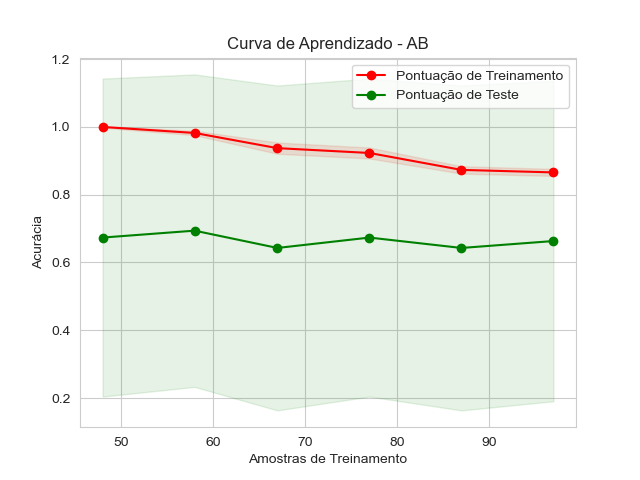 Curva de Aprendizado - AB
Pontuação de Treinamento
Pontuação de Teste
Acurácia
1.2
1.0
0.8
0.6
0.4
0.2
50 60 70 80 90
Amostras de Treinamento